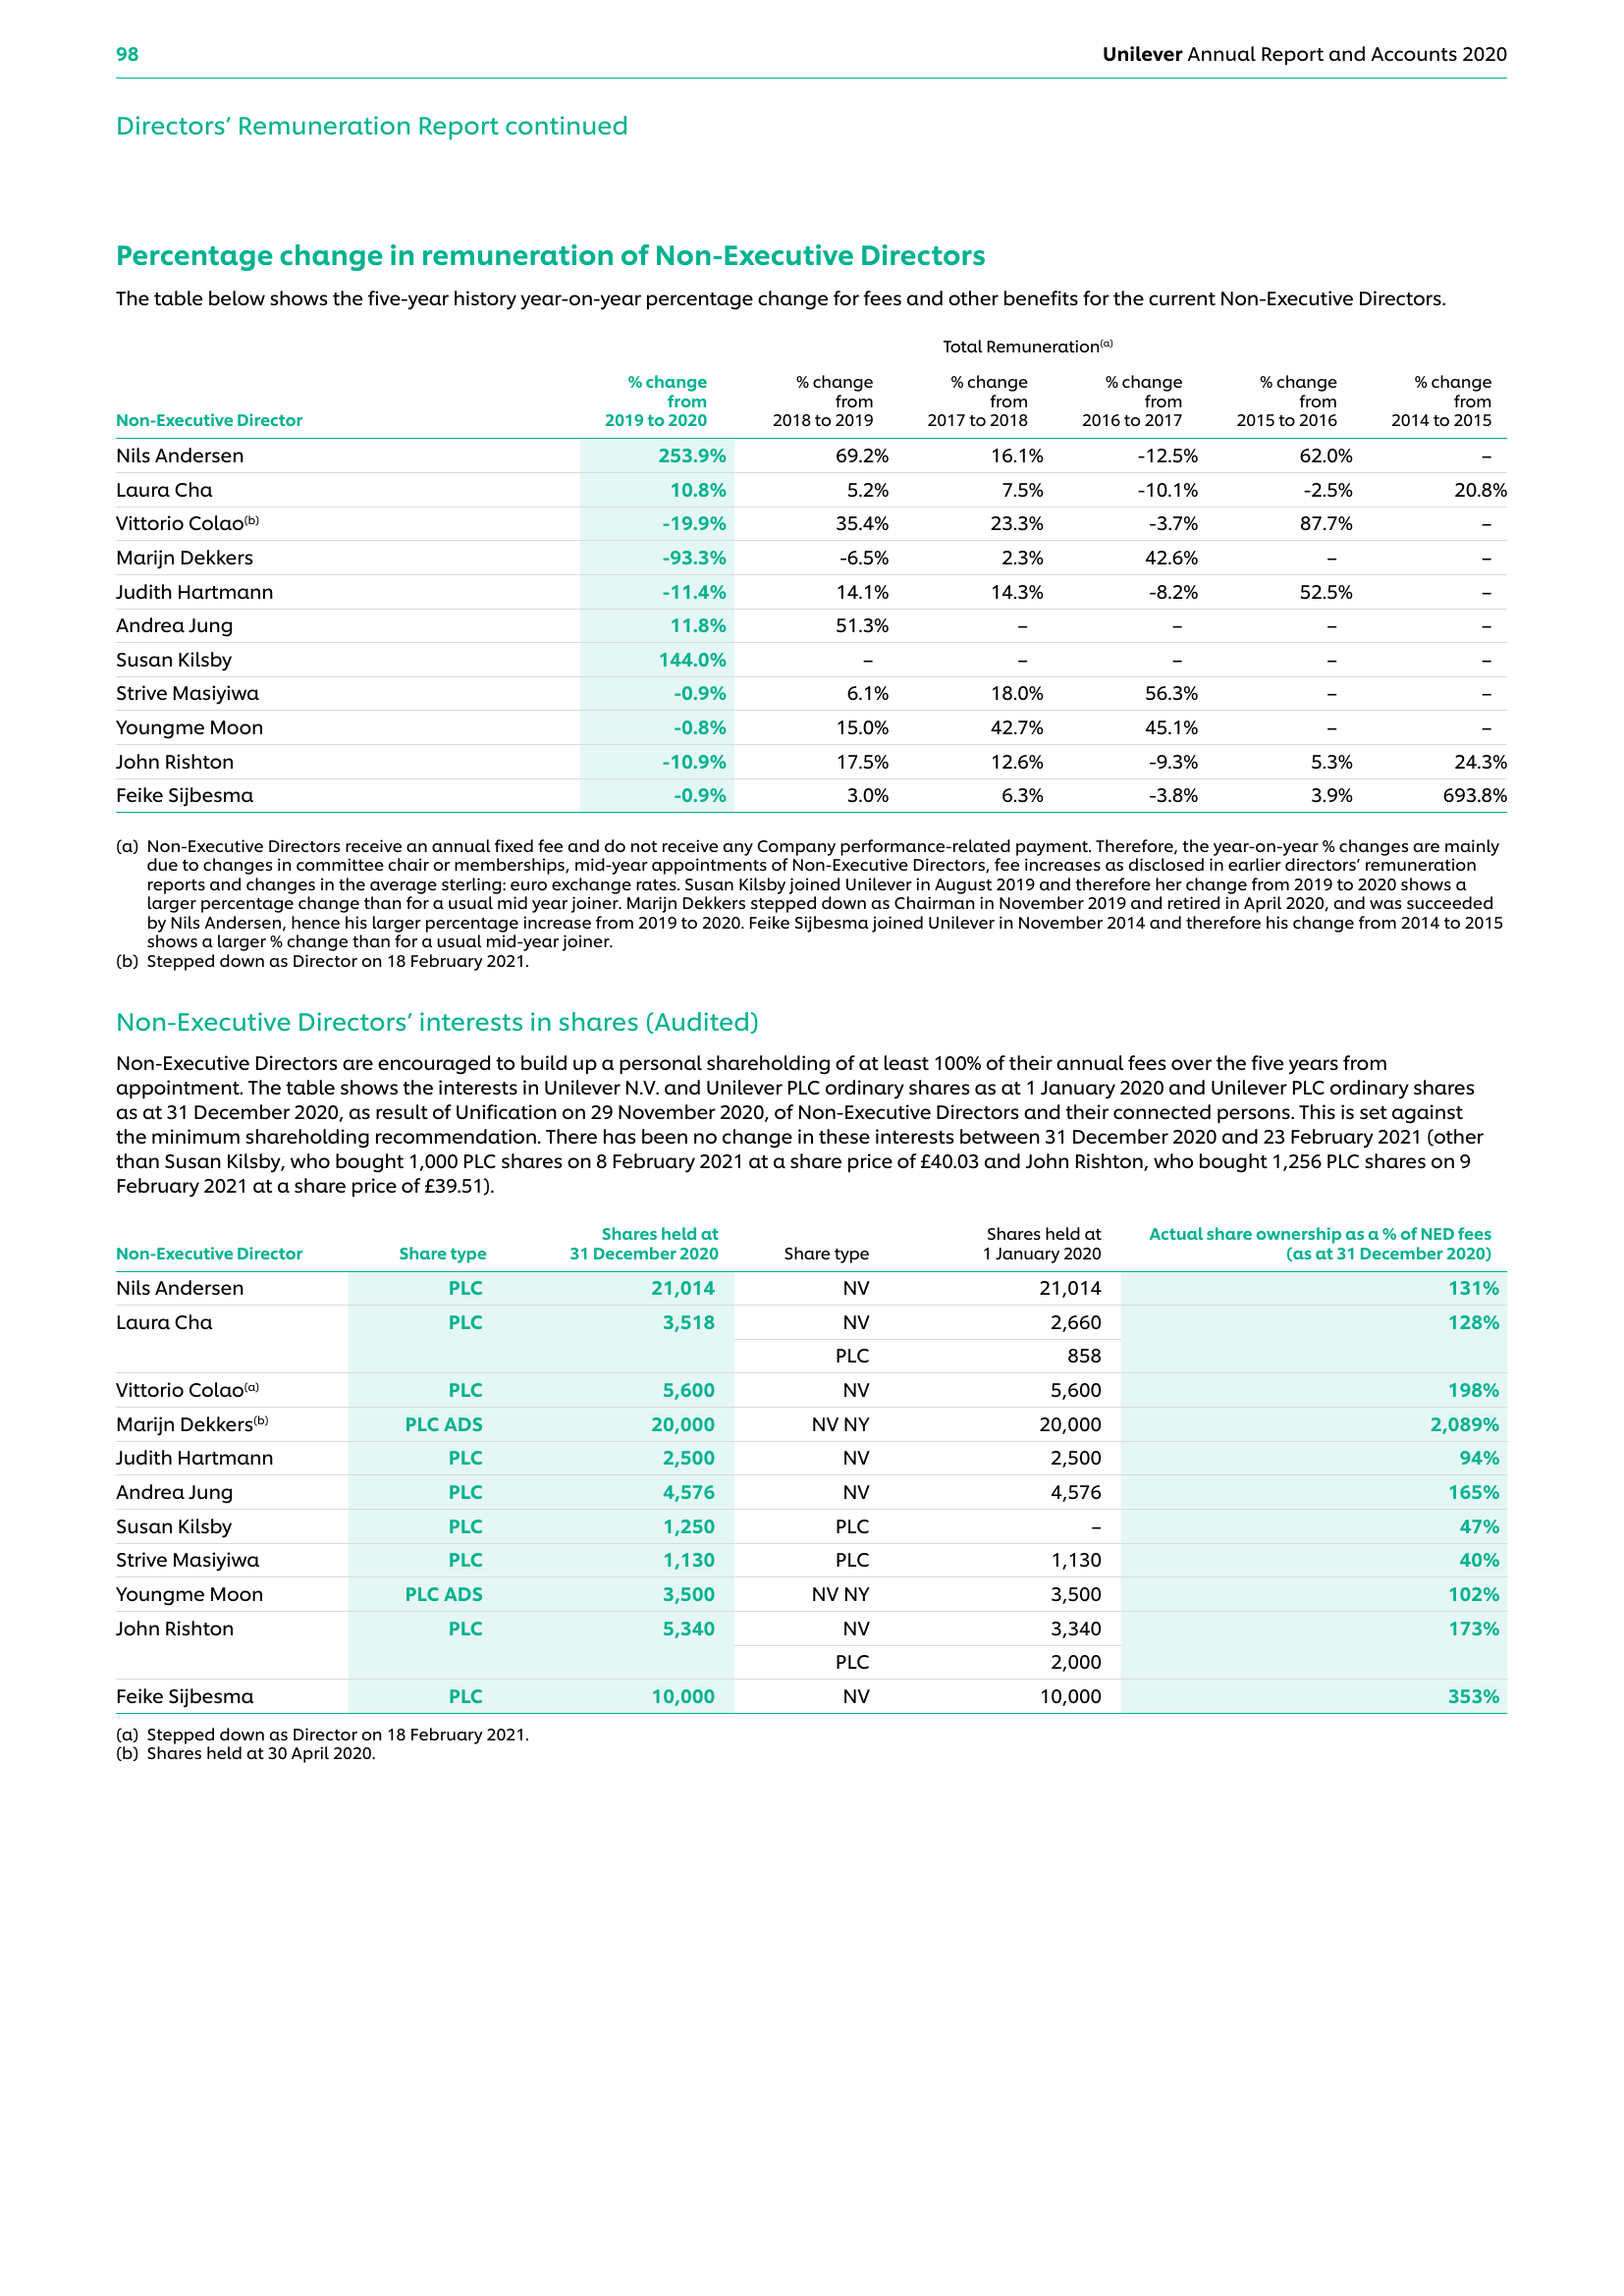 98
Unilever Annual Report and Accounts 2020
Directors’ Remuneration Report continued
Percentage change in remuneration of Non-Executive Directors
The table below shows the five-year history year-on-year percentage change for fees and other benefits for the current Non-Executive Directors.
Total Remuneration(a)
Non-Executive Director % change from 2019 to 2020 % change from 2018 to 2019 % change from 2017 to 2018 % change from 2016 to 2017 % change from 2015 to 2016 % change from 2014 to 2015
Nils Andersen 253.9% 69.2% 16.1% -12.5% 62.0% –
Laura Cha 10.8% 5.2% 7.5% -10.1% -2.5% 20.8%
Vittorio Colao(b) -19.9% 35.4% 23.3% -3.7% 87.7% –
Marijn Dekkers -93.3% -6.5% 2.3% 42.6% – –
Judith Hartmann -11.4% 14.1% 14.3% -8.2% 52.5% –
Andrea Jung 11.8% 51.3% – – – –
Susan Kilsby 144.0% – – – – –
Strive Masiyiwa -0.9% 6.1% 18.0% 56.3% – –
Youngme Moon -0.8% 15.0% 42.7% 45.1% – –
John Rishton -10.9% 17.5% 12.6% -9.3% 5.3% 24.3%
Feike Sijbesma -0.9% 3.0% 6.3% -3.8% 3.9% 693.8%
(a) Non-Executive Directors receive an annual fixed fee and do not receive any Company performance-related payment. Therefore, the year-on-year % changes are mainly
due to changes in committee chair or memberships, mid-year appointments of Non-Executive Directors, fee increases as disclosed in earlier directors’ remuneration
reports and changes in the average sterling: euro exchange rates. Susan Kilsby joined Unilever in August 2019 and therefore her change from 2019 to 2020 shows a
larger percentage change than for a usual mid year joiner. Marijn Dekkers stepped down as Chairman in November 2019 and retired in April 2020, and was succeeded
by Nils Andersen, hence his larger percentage increase from 2019 to 2020. Feike Sijbesma joined Unilever in November 2014 and therefore his change from 2014 to 2015
shows a larger % change than for a usual mid-year joiner.
(b) Stepped down as Director on 18 February 2021.
Non-Executive Directors’ interests in shares (Audited)
Non-Executive Directors are encouraged to build up a personal shareholding of at least 100% of their annual fees over the five years from
appointment. The table shows the interests in Unilever N.V. and Unilever PLC ordinary shares as at 1 January 2020 and Unilever PLC ordinary shares
as at 31 December 2020, as result of Unification on 29 November 2020, of Non-Executive Directors and their connected persons. This is set against
the minimum shareholding recommendation. There has been no change in these interests between 31 December 2020 and 23 February 2021 (other
than Susan Kilsby, who bought 1,000 PLC shares on 8 February 2021 at a share price of £40.03 and John Rishton, who bought 1,256 PLC shares on 9
February 2021 at a share price of £39.51).
Non-Executive Director Share type Shares held at 31 December 2020 Share type Shares held at 1 January 2020 Actual share ownership as a % of NED fees (as at 31 December 2020)
Nils Andersen PLC 21,014 NV 21,014 131%
Laura Cha PLC 3,518 NV 2,660 128%
PLC 858
Vittorio Colao(a) PLC 5,600 NV 5,600 198%
Marijn Dekkers(b) PLC ADS 20,000 NV NY 20,000 2,089%
Judith Hartmann PLC 2,500 NV 2,500 94%
Andrea Jung PLC 4,576 NV 4,576 165%
Susan Kilsby PLC 1,250 PLC – 47%
Strive Masiyiwa PLC 1,130 PLC 1,130 40%
Youngme Moon PLC ADS 3,500 NV NY 3,500 102%
John Rishton PLC 5,340 NV 3,340 173%
PLC 2,000
Feike Sijbesma PLC 10,000 NV 10,000 353%
(a) Stepped down as Director on 18 February 2021.
(b) Shares held at 30 April 2020.